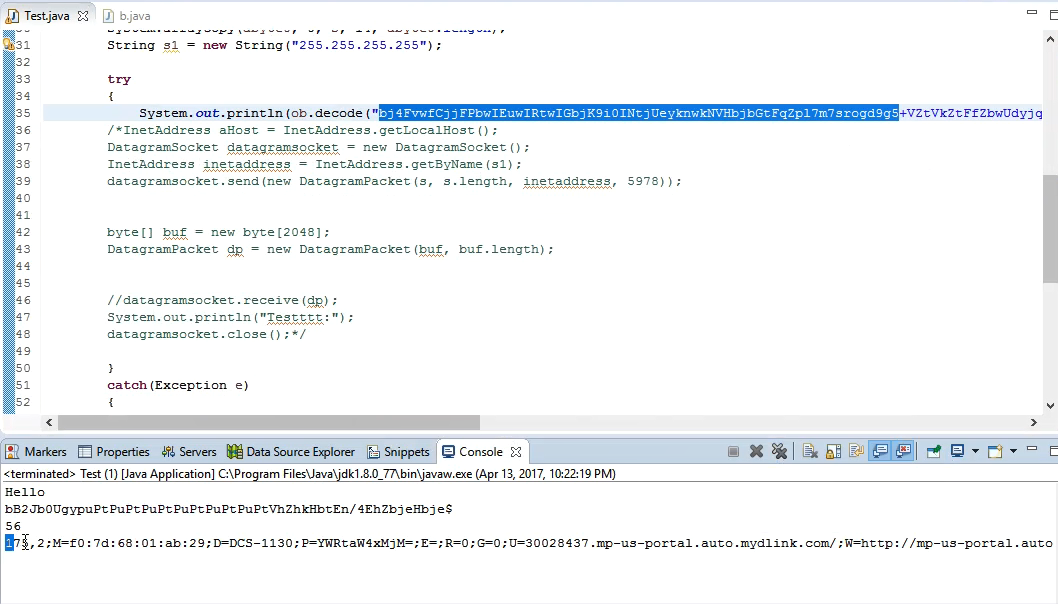 Test.java
b.java
31 String s1 = new String("255.255.255.255");
32
33 try
34 {
35 System.out.println(ob.decode("bj4FvwfCjjFPbwIEuwIRtwIGbjK9i0INtjUeyknwkNVHbjbGtFqZpl7m7srogd9g5+VZtVkZtFfZbwUdyjq
36 /*InetAddress aHost = InetAddress.getLocalHost();
37 DatagramSocket datagramsocket = new DatagramSocket();
38 InetAddress inetaddress = InetAddress.getByName(s1);
39 datagramsocket.send(new DatagramPacket(s, s.length, inetaddress, 5978));
40
41
42 byte[] buf = new byte[2048];
43 DatagramPacket dp = new DatagramPacket(buf, buf.length);
44
45
46 //datagramsocket.receive(dp);
47 System.out.println("Testttt:");
48 datagramsocket.close();*/
49
50 }
51 catch(Exception e)
52 {
Markers Properties Servers Data Source Explorer Snippets Console
<terminated> Test (1) [Java Application] C:\Program Files\Java\jdk1.8.0_77\bin\javaw.exe (Apr 13, 2017, 10:22:19 PM)
Hello
bB2Jb0UgypuPtPuPtPuPtPuPtPuPtPuPtVhZhkHbtEn/4EhZbjeHbje$
56
,2;M=f0:7d:68:01:ab:29;D=DCS-1130;P=YWRtaW4xMjM=;E=;R=0;G=0;U=30028437.mp-us-portal.auto.mydlink.com/;W=http://mp-us-portal.auto